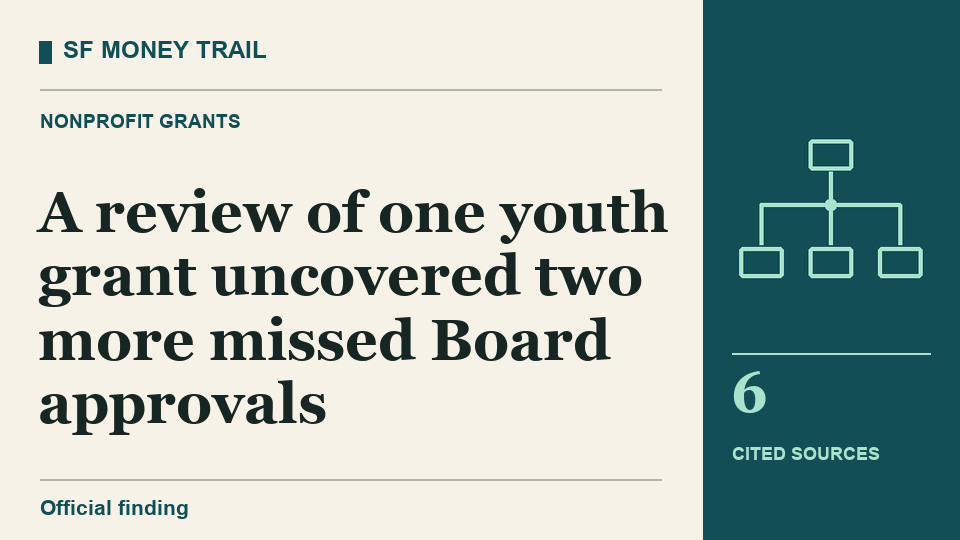 SF MONEY TRAIL
NONPROFIT GRANTS
A review of one youth
grant uncovered two
more missed Board
approvals
Official finding
6
CITED SOURCES